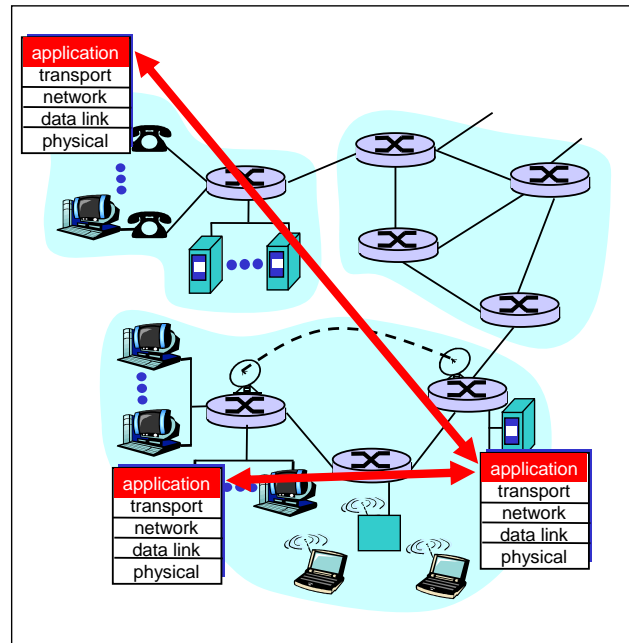 application
transport
network
data link
physical
application
transport
network
data link
physical
application
transport
network
data link
physical